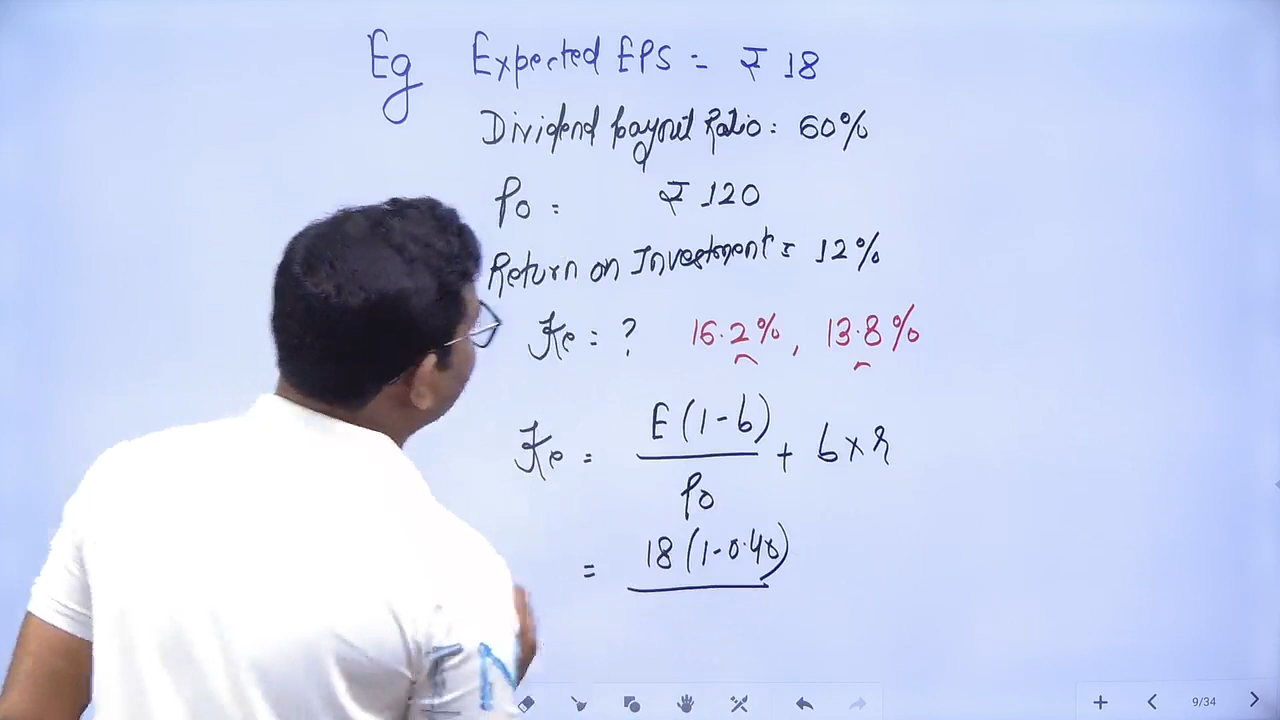 Eg Expected EPS = ₹ 18
Dividend payout Ratio: 60%
P0 = ₹ 120
Return on Investment = 12%
Ke = ? 16.2%, 13.8%
Ke = E(1-b) + b×r
P0
= 18(1-0.40)
9/34